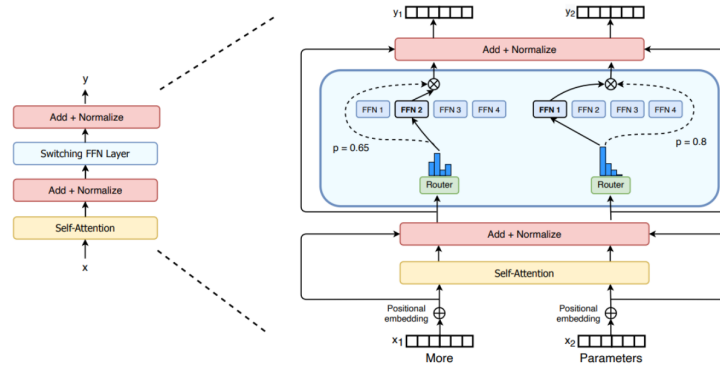 y
Add + Normalize
Switching FFN Layer
Add + Normalize
Self-Attention
x
y1 y2
Add + Normalize
FFN 1 FFN 2 FFN 3 FFN 4 FFN 1 FFN 2 FFN 3 FFN 4
p = 0.65 p = 0.8
Router Router
Add + Normalize
Self-Attention
Positional embedding Positional embedding
x1 x2
More Parameters